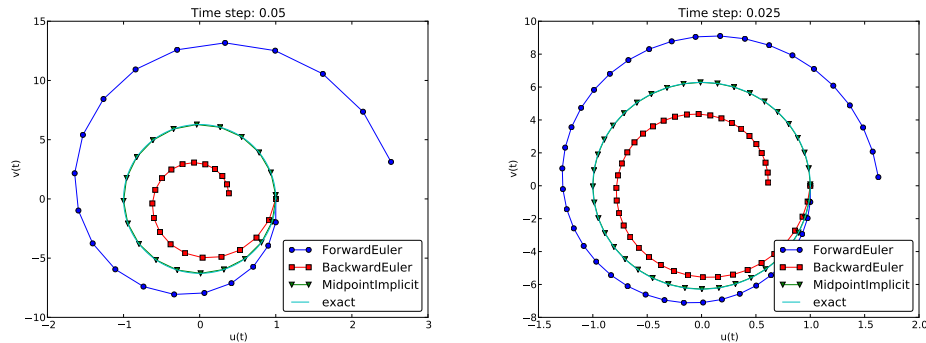 Time step: 0.05
v(t)
15
10
5
0
−5
−10
−2
−1
0
1
2
3
u(t)
ForwardEuler
BackwardEuler
MidpointImplicit
exact
Time step: 0.025
v(t)
10
8
6
4
2
0
−2
−4
−6
−8
−1.5
−1.0
−0.5
0.0
0.5
1.0
1.5
2.0
u(t)
ForwardEuler
BackwardEuler
MidpointImplicit
exact